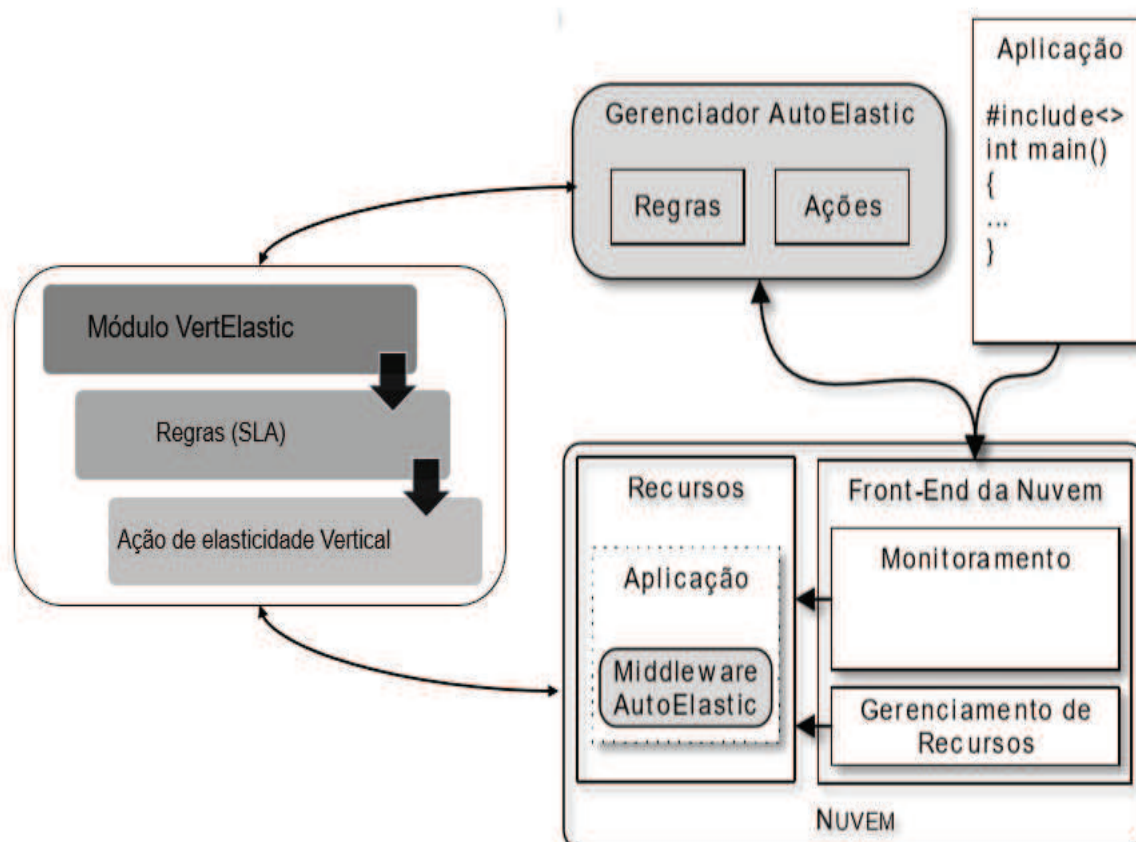 Aplicação
#include<>
int main()
{
...
}
Gerenciador AutoElastic
Regras
Ações
Módulo VertElastic
Regras (SLA)
Ação de elasticidade Vertical
Recursos
Aplicação
Middleware
AutoElastic
Front-End da Nuvem
Monitoramento
Gerenciamento de
Recursos
NUVEM